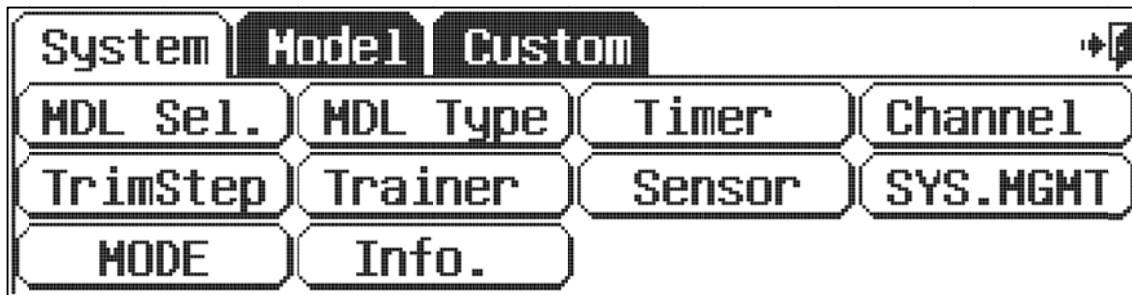 System Model Custom
MDL Sel. MDL Type Timer Channel
TrimStep Trainer Sensor SYS.MGMT
MODE Info.